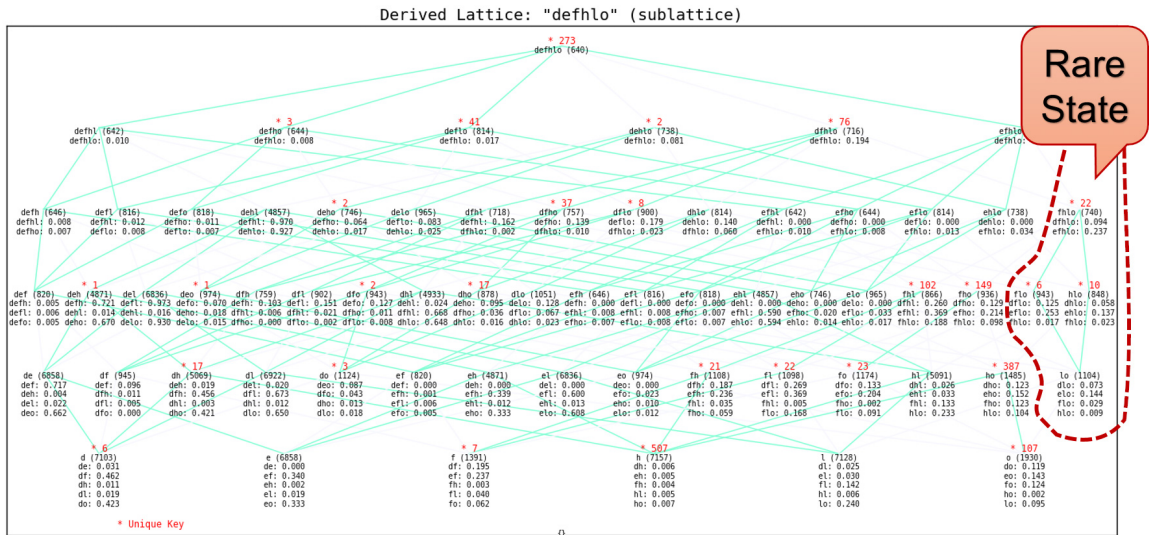 Derived Lattice: "defhlo" (sublattice)
Rare
State
* 273
defhlo (640)
* 3 * 41 * 2 * 76
defhl (642) defho (644) deflo (814) dehlo (738) dfhlo (716) efhlo
defhlo: 0.010 defhlo: 0.008 defhlo: 0.017 defhlo: 0.081 defhlo: 0.194 defhlo:
* 2 * 37 * 8 * 22
defh (646) defl (816) defo (818) dehl (4857) deho (746) delo (965) dfhl (718) dfho (757) dflo (900) dhlo (814) efhl (642) efho (644) eflo (814) ehlo (738) fhlo (740)
defhl: 0.008 defhl: 0.012 defho: 0.011 defhl: 0.970 defho: 0.064 deflo: 0.083 defhl: 0.162 defho: 0.139 deflo: 0.179 dehlo: 0.140 defhl: 0.000 defho: 0.000 deflo: 0.000 dehlo: 0.000 dfhlo: 0.094
defho: 0.007 deflo: 0.008 deflo: 0.007 dehlo: 0.927 dehlo: 0.017 dehlo: 0.025 dfhlo: 0.002 dfhlo: 0.010 dfhlo: 0.023 dfhlo: 0.060 efhlo: 0.010 efhlo: 0.008 efhlo: 0.013 efhlo: 0.034 efhlo: 0.237
* 1 * 1 * 2 * 17 * 102 * 149 * 6 * 10
def (820) deh (4871) del (6836) deo (974) dfh (759) dfl (902) dfo (943) dhl (4933) dho (878) dlo (1051) efh (646) efl (816) efo (818) ehl (4857) eho (746) elo (965) fhl (866) fho (936) flo (943) hlo (848)
defh: 0.005 defh: 0.721 defl: 0.973 defo: 0.070 defh: 0.103 defl: 0.151 defo: 0.127 dehl: 0.024 deho: 0.095 delo: 0.128 defh: 0.000 defl: 0.000 defo: 0.000 dehl: 0.000 deho: 0.000 delo: 0.000 dfhl: 0.260 dfho: 0.129 dflo: 0.125 dhlo: 0.058
defl: 0.006 dehl: 0.014 dehl: 0.016 deho: 0.018 dfhl: 0.006 dfhl: 0.021 dfho: 0.011 dfhl: 0.668 dfho: 0.036 dflo: 0.067 efhl: 0.008 efhl: 0.008 efho: 0.007 efhl: 0.590 efho: 0.020 eflo: 0.033 efhl: 0.369 efho: 0.214 eflo: 0.253 ehlo: 0.137
defo: 0.005 deho: 0.670 delo: 0.930 delo: 0.015 dfho: 0.000 dflo: 0.002 dflo: 0.008 dhlo: 0.648 dhlo: 0.016 dhlo: 0.023 efho: 0.007 eflo: 0.008 eflo: 0.007 ehlo: 0.594 ehlo: 0.014 ehlo: 0.017 fhlo: 0.188 fhlo: 0.098 fhlo: 0.017 fhlo: 0.023
* 17 * 3 * 21 * 22 * 23 * 387
de (6858) df (945) dh (5069) dl (6922) do (1124) ef (820) eh (4871) el (6836) eo (974) fh (1108) fl (1098) fo (1174) hl (5091) ho (1485) lo (1104)
def: 0.717 def: 0.096 deh: 0.019 del: 0.020 deo: 0.087 def: 0.000 deh: 0.000 del: 0.000 deo: 0.000 dfh: 0.187 dfl: 0.269 dfo: 0.133 dhl: 0.026 dho: 0.123 dlo: 0.073
deh: 0.004 dfh: 0.011 dfh: 0.456 dfl: 0.673 dfo: 0.043 efh: 0.001 efh: 0.339 efl: 0.600 efo: 0.023 efh: 0.236 efl: 0.369 efo: 0.204 ehl: 0.033 eho: 0.152 elo: 0.144
del: 0.022 dfl: 0.005 dhl: 0.003 dhl: 0.012 dho: 0.013 efl: 0.006 ehl: 0.012 ehl: 0.013 eho: 0.010 fhl: 0.035 fhl: 0.005 fho: 0.002 fhl: 0.133 fho: 0.123 flo: 0.029
deo: 0.662 dfo: 0.000 dho: 0.421 dlo: 0.650 dlo: 0.018 efo: 0.005 eho: 0.333 elo: 0.608 elo: 0.012 fho: 0.059 flo: 0.168 flo: 0.091 hlo: 0.233 hlo: 0.104 hlo: 0.009
* 6 * 7 * 507 * 107
d (7103) e (6858) f (1391) h (7157) l (7128) o (1930)
de: 0.031 de: 0.000 df: 0.195 dh: 0.006 dl: 0.025 do: 0.119
df: 0.462 ef: 0.340 ef: 0.237 eh: 0.005 el: 0.030 eo: 0.143
dh: 0.011 eh: 0.002 fh: 0.003 fh: 0.004 fl: 0.142 fo: 0.124
dl: 0.019 el: 0.019 fl: 0.040 hl: 0.005 hl: 0.006 ho: 0.002
do: 0.423 eo: 0.333 fo: 0.062 ho: 0.007 lo: 0.240 lo: 0.095
* Unique Key
{}